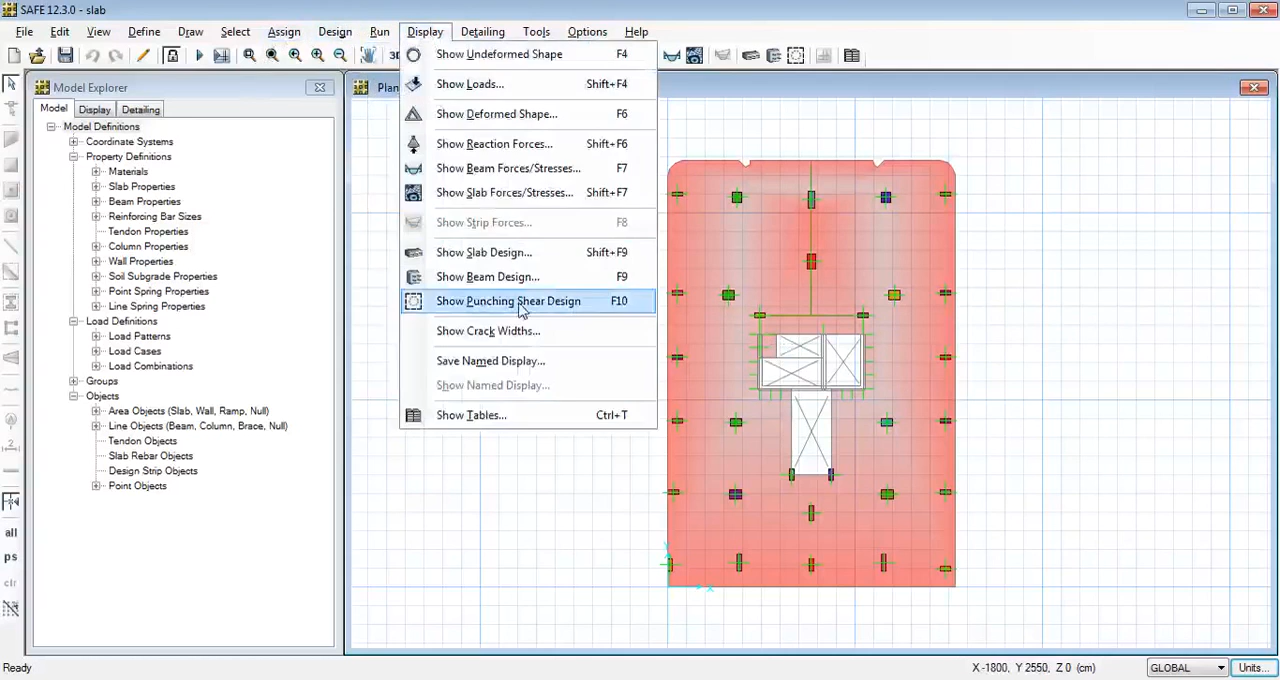 SAFE 12.3.0 - slab
File Edit View Define Draw Select Assign Design Run Display Detailing Tools Options Help
Model Explorer
Model Display Detailing
Model Definitions
Coordinate Systems
Property Definitions
Materials
Slab Properties
Beam Properties
Reinforcing Bar Sizes
Tendon Properties
Column Properties
Wall Properties
Soil Subgrade Properties
Point Spring Properties
Line Spring Properties
Load Definitions
Load Patterns
Load Cases
Load Combinations
Groups
Objects
Area Objects (Slab, Wall, Ramp, Null)
Line Objects (Beam, Column, Brace, Null)
Tendon Objects
Slab Rebar Objects
Design Strip Objects
Point Objects
Show Undeformed Shape F4
Show Loads... Shift+F4
Show Deformed Shape... F6
Show Reaction Forces... Shift+F6
Show Beam Forces/Stresses... F7
Show Slab Forces/Stresses... Shift+F7
Show Strip Forces... F8
Show Slab Design... Shift+F9
Show Beam Design... F9
Show Punching Shear Design F10
Show Crack Widths...
Save Named Display...
Show Named Display...
Show Tables... Ctrl+T
Plan
3D
all
ps
clr
X
Ready
X -1800, Y 2550, Z 0 (cm)
GLOBAL
Units...